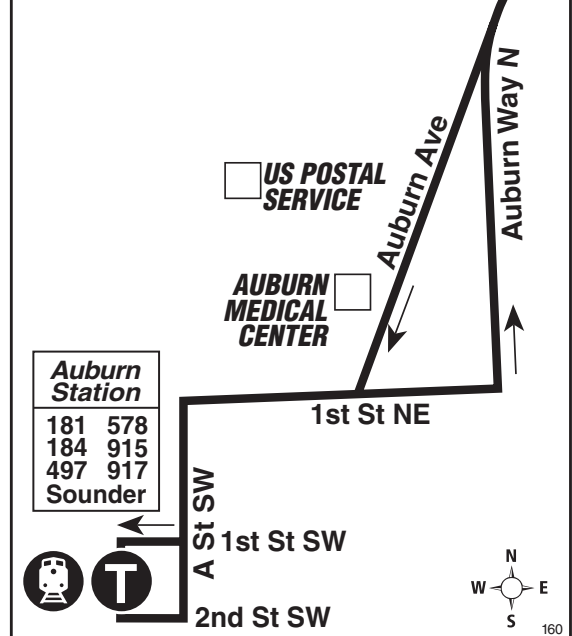 Auburn Way N
Auburn Ave
US POSTAL
SERVICE
AUBURN
MEDICAL
CENTER
Auburn
Station
181 578
184 915
497 917
Sounder
1st St NE
A St SW
1st St SW
T
2nd St SW
N
W E
S
160